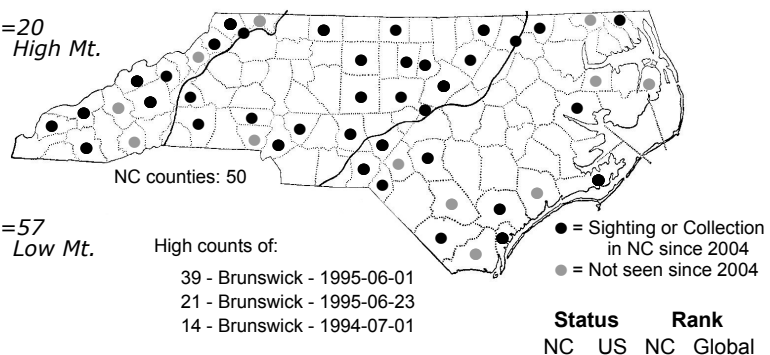 =20
High Mt.
NC counties: 50
=57
Low Mt.
High counts of:
39 - Brunswick - 1995-06-01
21 - Brunswick - 1995-06-23
14 - Brunswick - 1994-07-01
= Sighting or Collection
in NC since 2004
= Not seen since 2004
Status Rank
NC US NC Global